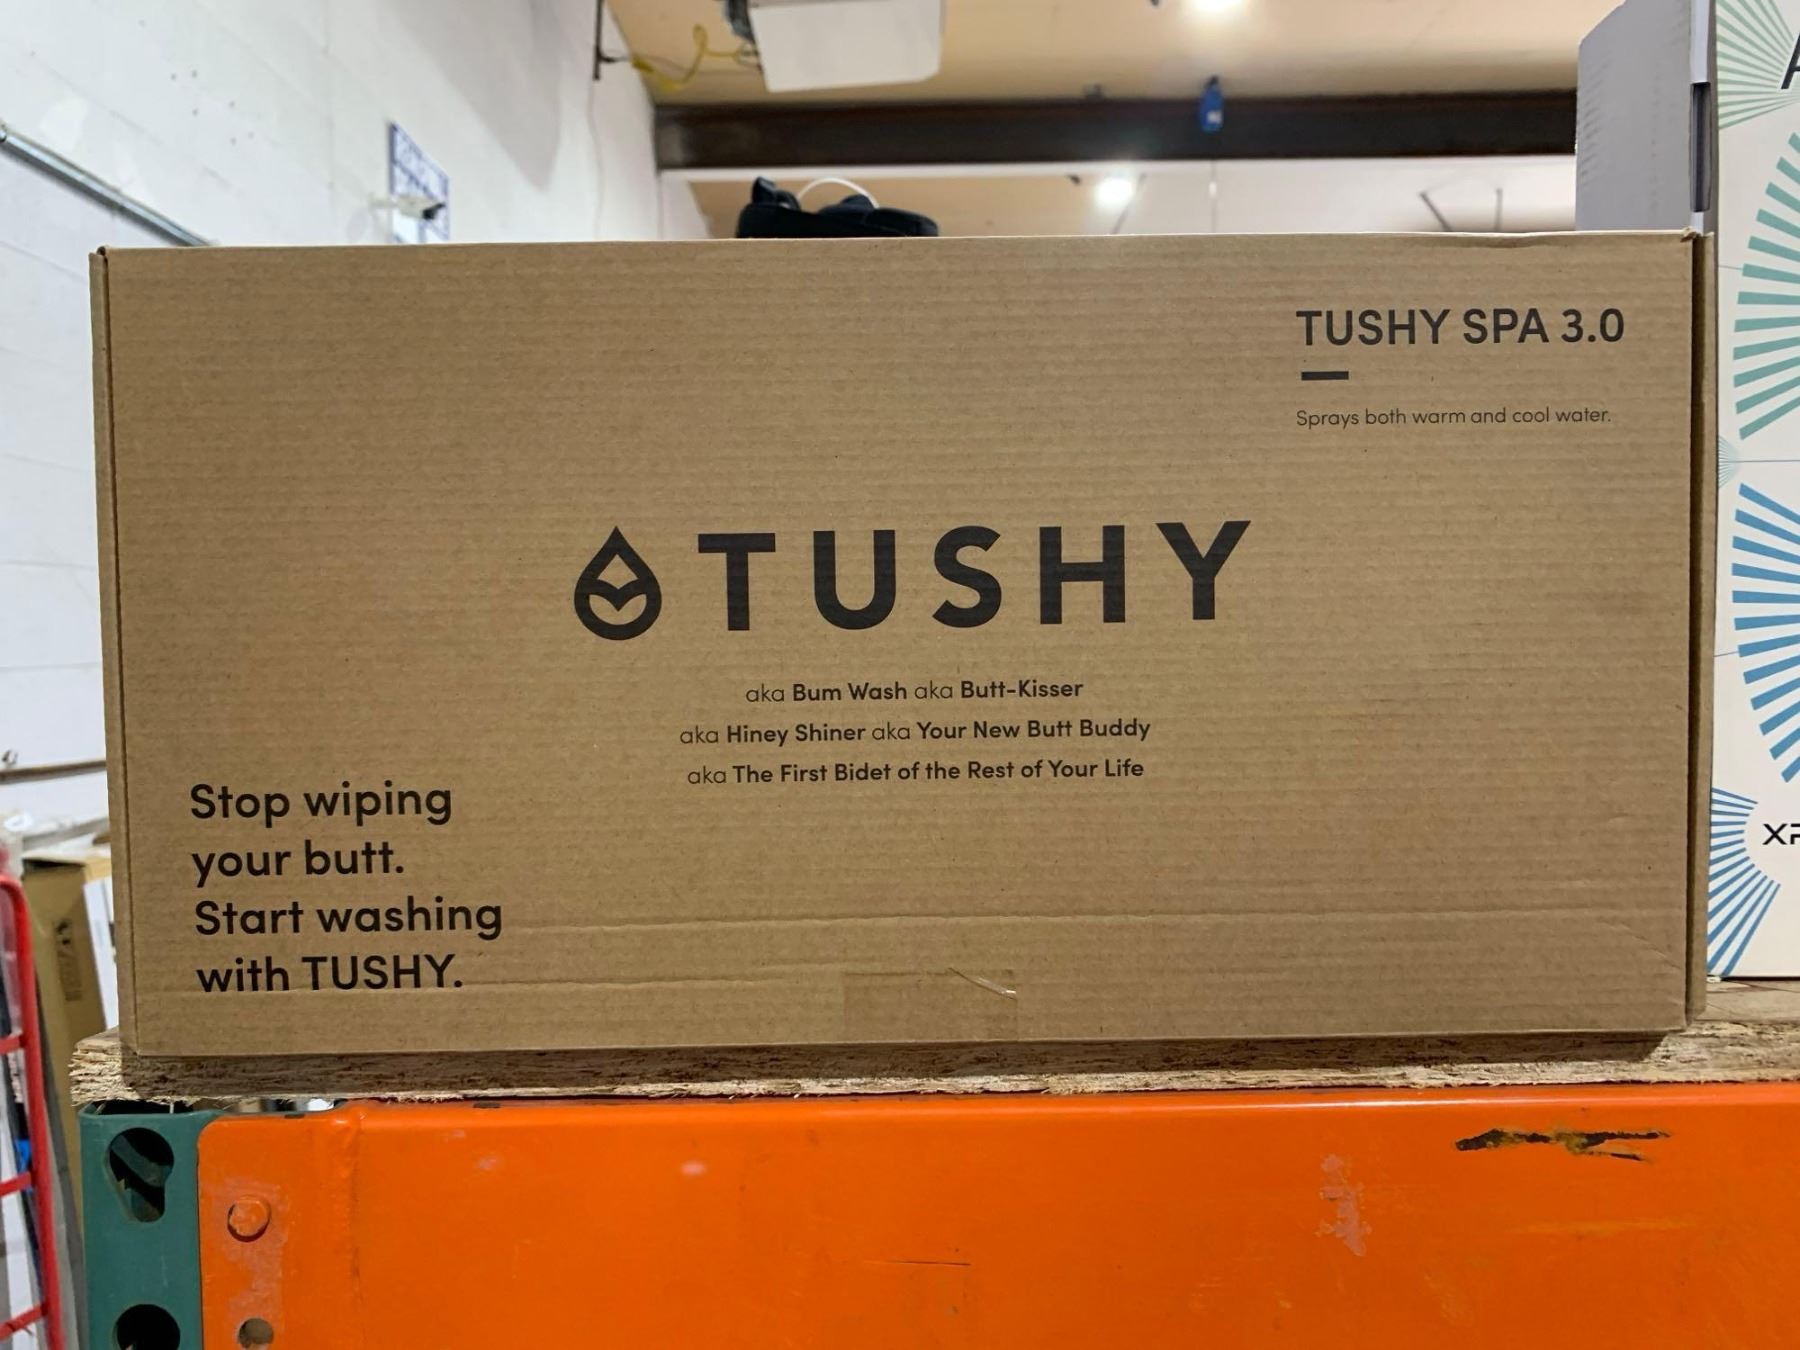 TUSHY SPA 3.0
Sprays both warm and cool water.
TUSHY
aka Bum Wash aka Butt-Kisser
aka Hiney Shiner aka Your New Butt Buddy
aka The First Bidet of the Rest of Your Life
Stop wiping
your butt.
Start washing
with TUSHY.